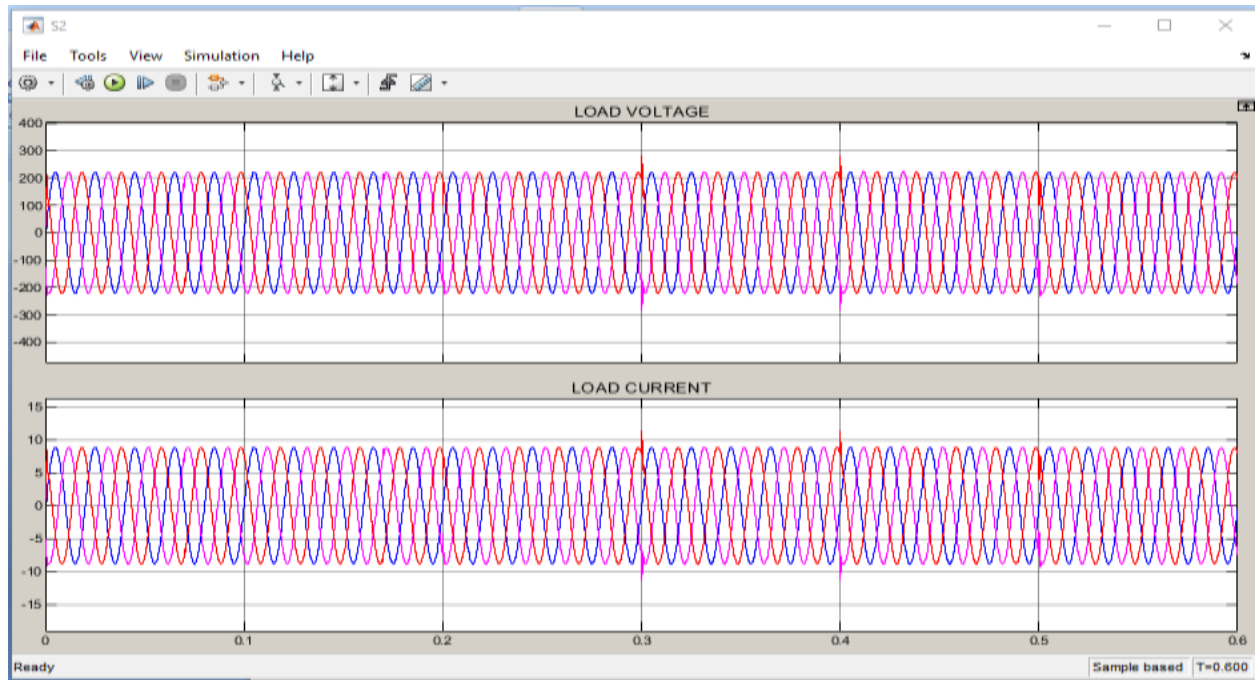 S2
File Tools View Simulation Help
LOAD VOLTAGE
400
300
200
100
0
-100
-200
-300
-400
LOAD CURRENT
15
10
5
0
-5
-10
-15
0 0.1 0.2 0.3 0.4 0.5 0.6
Ready Sample based T=0.600